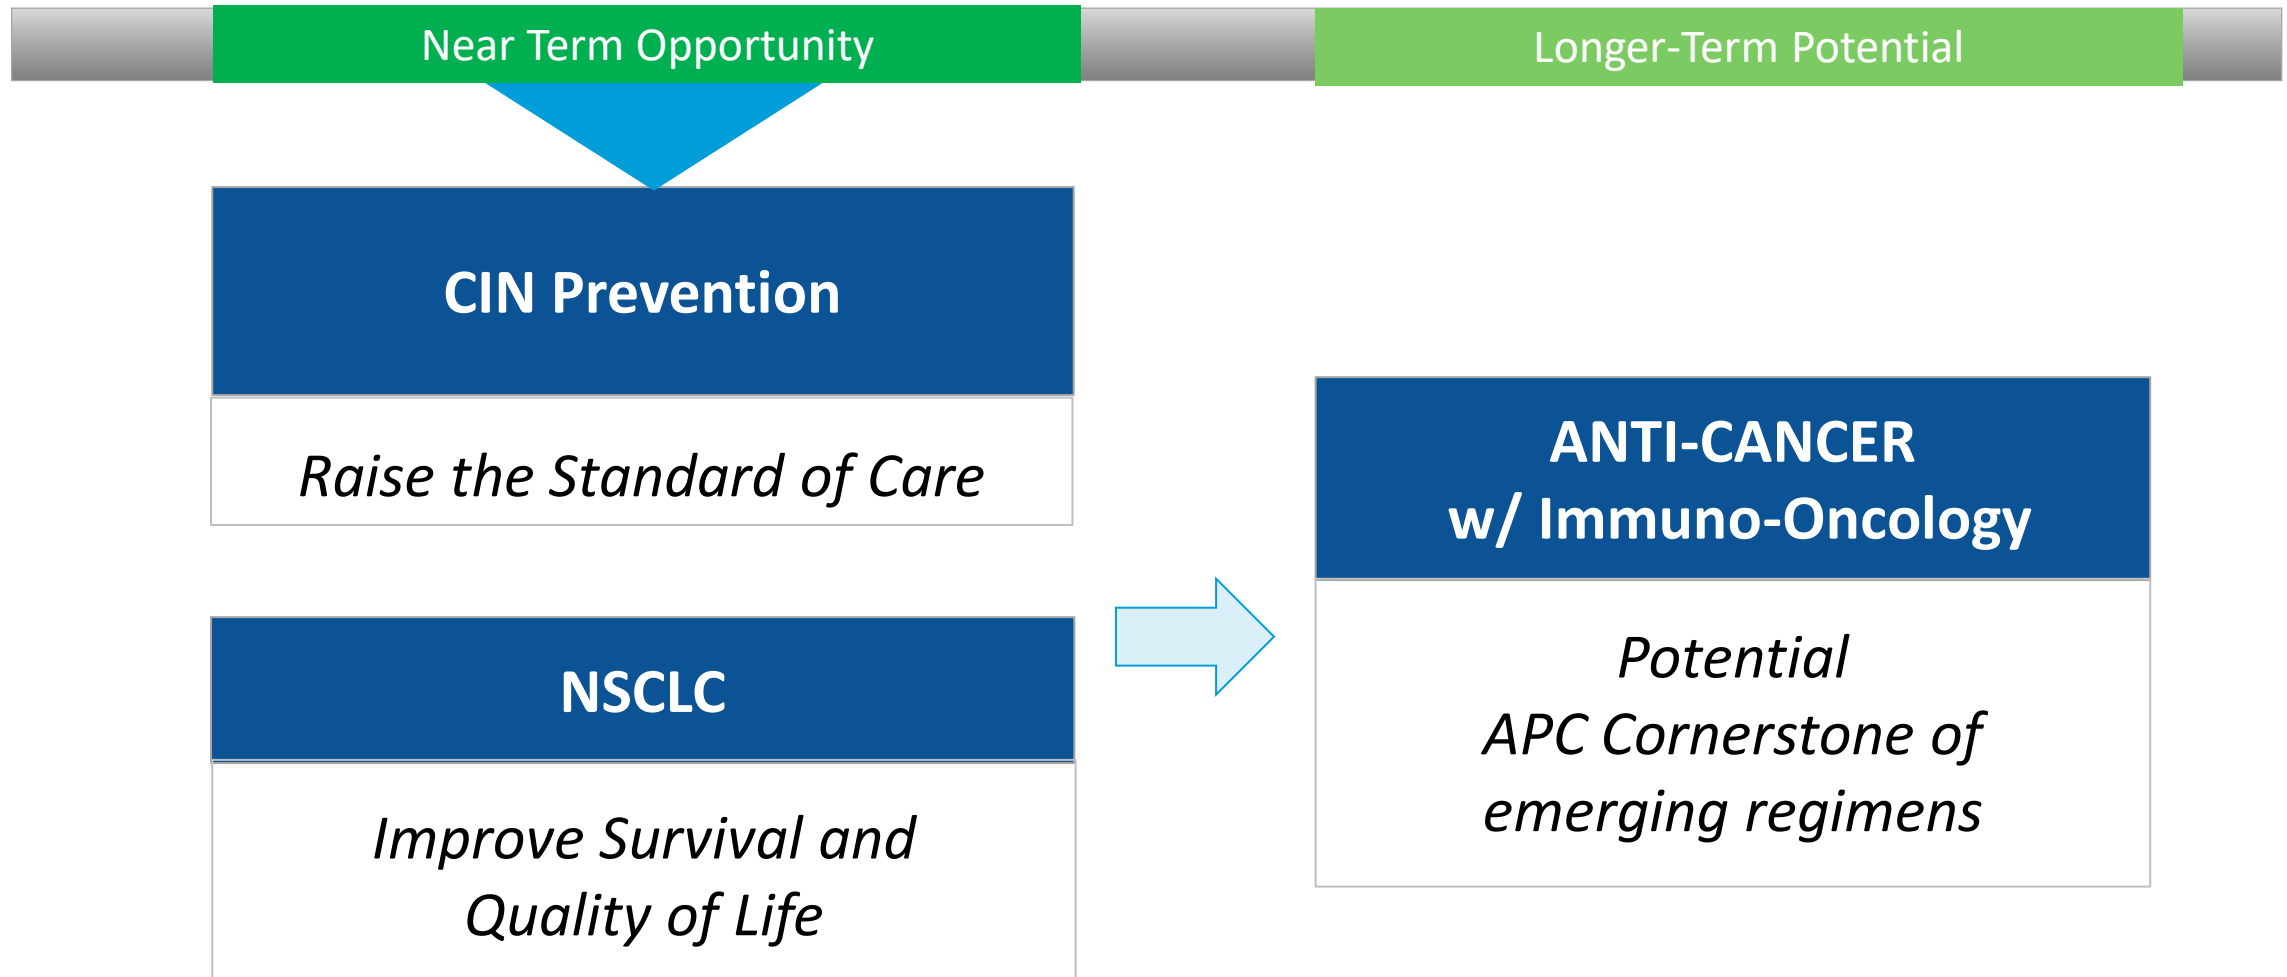 Near Term Opportunity
Longer-Term Potential
CIN Prevention
Raise the Standard of Care
NSCLC
Improve Survival and
Quality of Life
ANTI-CANCER
w/ Immuno-Oncology
Potential
APC Cornerstone of
emerging regimens